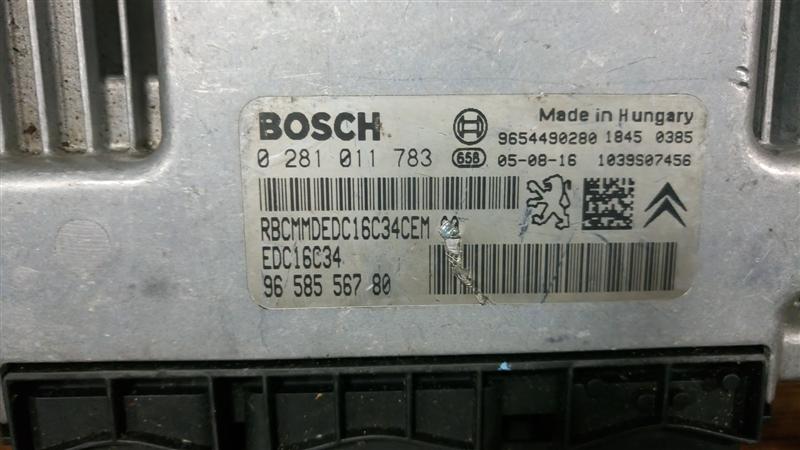 BOSCH
Made in Hungary
9654490280 1845 0385
0 281 011 783
658
05-08-16 1039S07456
RBCMMDEDC16C34CEM
EDC16C34
96 585 567 80